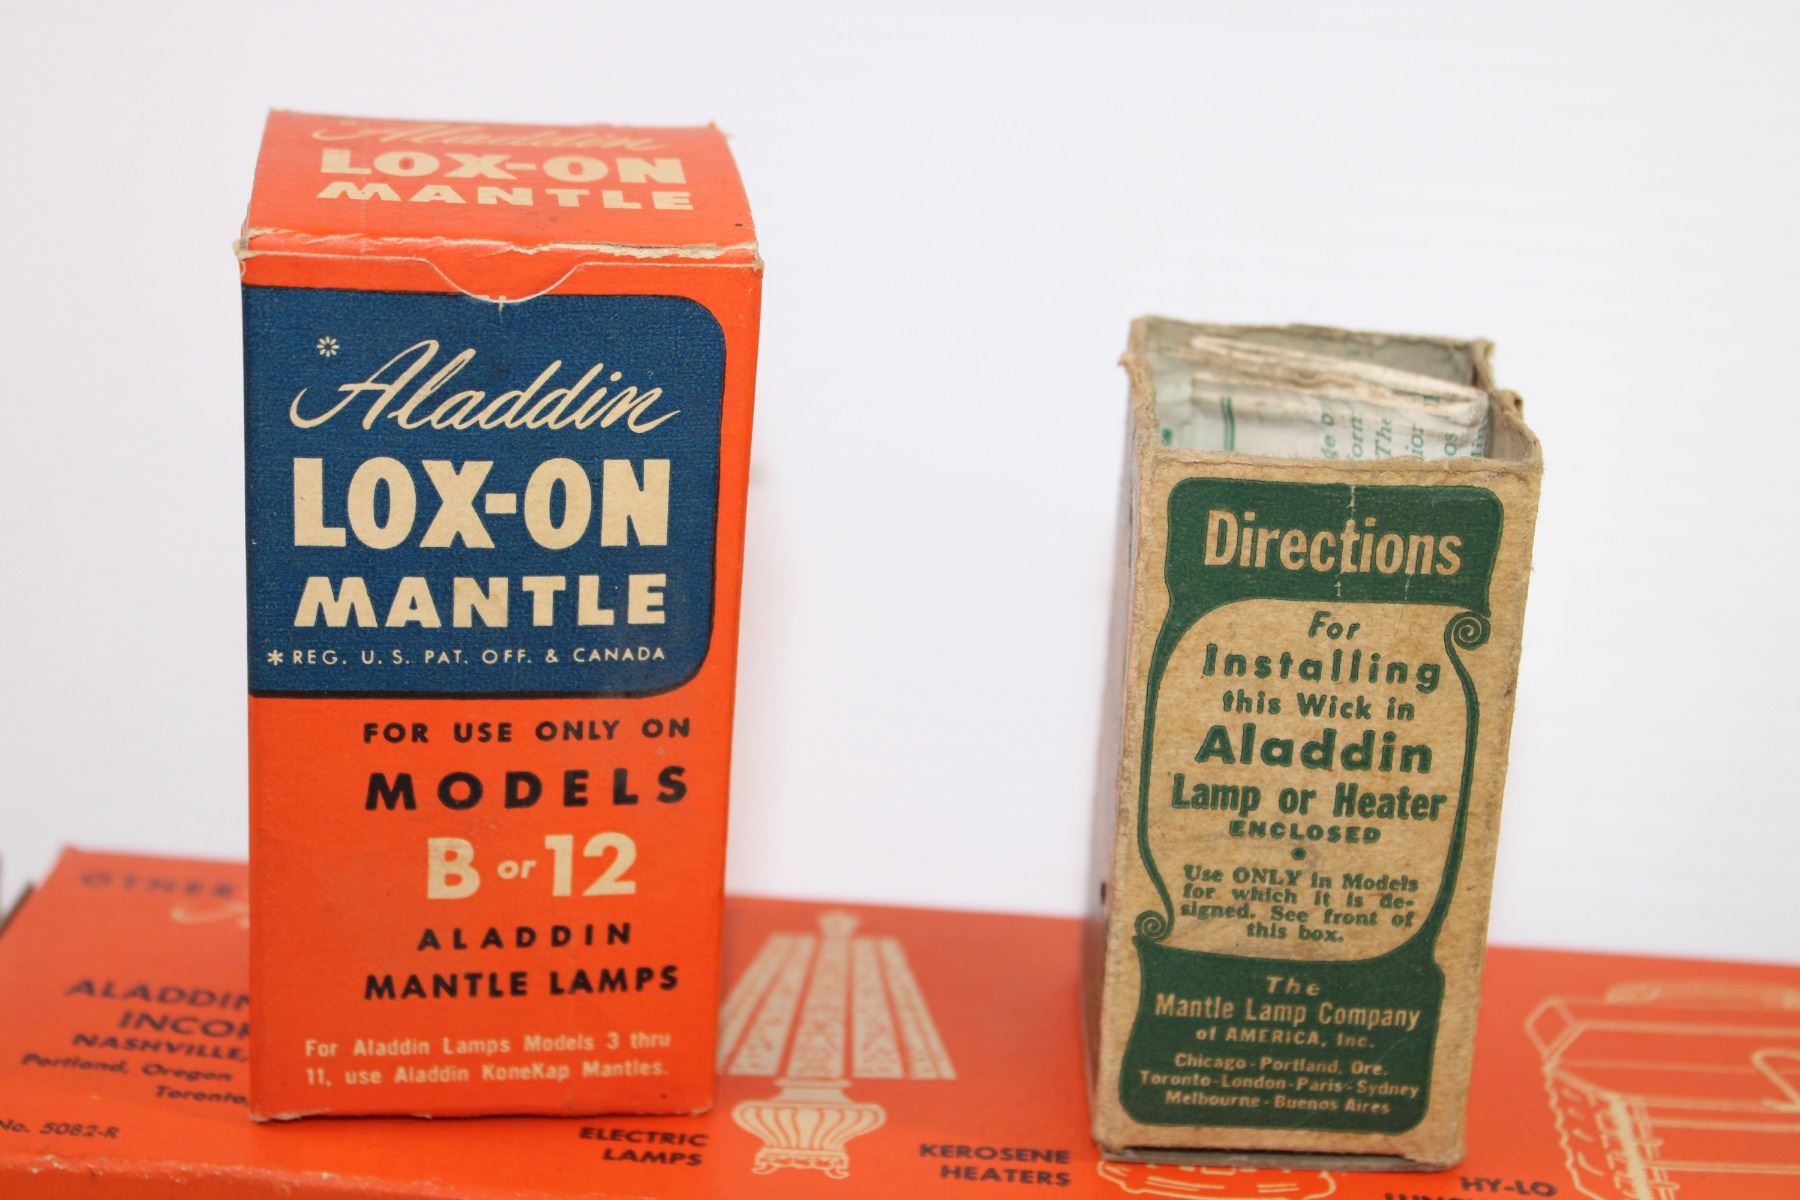 Aladdin
LOX-ON
MANTLE
*Aladdin
LOX-ON
MANTLE
*REG. U. S. PAT. OFF. & CANADA
FOR USE ONLY ON
MODELS
B or 12
ALADDIN
MANTLE LAMPS
For Aladdin Lamps Models 3 thru
11, use Aladdin KoneKap Mantles.
Directions
For
Installing
this Wick in
Aladdin
Lamp or Heater
ENCLOSED
Use ONLY in Models
for which it is de-
signed. See front of
this box.
The
Mantle Lamp Company
of AMERICA, Inc.
Chicago-Portland, Ore.
Toronto-London-Paris-Sydney
Melbourne-Buenos Aires
OTHER
ALADDIN
NASHVILLE,
Portland, Oregon
Toronto,
No. 5082-R
ELECTRIC
LAMPS
KEROSENE
HEATERS
HY-LO